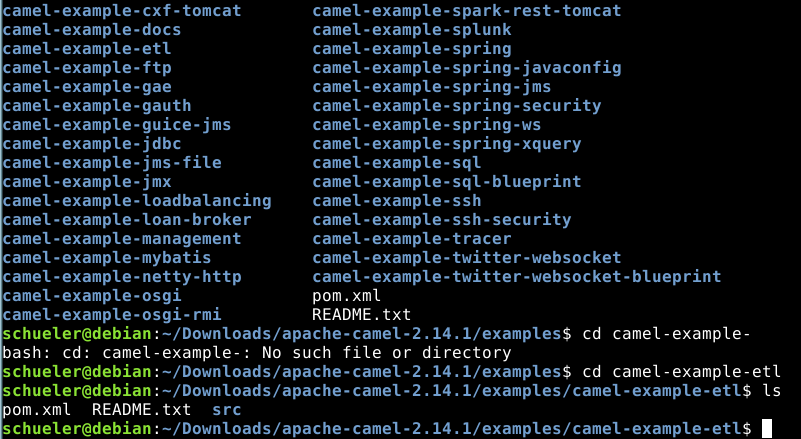 camel-example-cxf-tomcat camel-example-spark-rest-tomcat
camel-example-docs camel-example-splunk
camel-example-etl camel-example-spring
camel-example-ftp camel-example-spring-javaconfig
camel-example-gae camel-example-spring-jms
camel-example-gauth camel-example-spring-security
camel-example-guice-jms camel-example-spring-ws
camel-example-jdbc camel-example-spring-xquery
camel-example-jms-file camel-example-sql
camel-example-jmx camel-example-sql-blueprint
camel-example-loadbalancing camel-example-ssh
camel-example-loan-broker camel-example-ssh-security
camel-example-management camel-example-tracer
camel-example-mybatis camel-example-twitter-websocket
camel-example-netty-http camel-example-twitter-websocket-blueprint
camel-example-osgi pom.xml
camel-example-osgi-rmi README.txt
schueler@debian:~/Downloads/apache-camel-2.14.1/examples$ cd camel-example-
bash: cd: camel-example-: No such file or directory
schueler@debian:~/Downloads/apache-camel-2.14.1/examples$ cd camel-example-etl
schueler@debian:~/Downloads/apache-camel-2.14.1/examples/camel-example-etl$ ls
pom.xml README.txt src
schueler@debian:~/Downloads/apache-camel-2.14.1/examples/camel-example-etl$